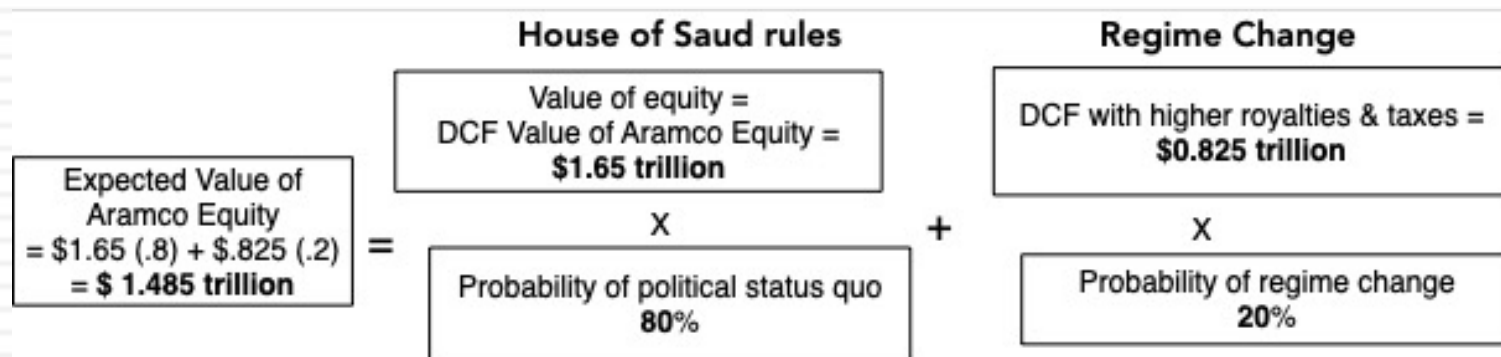 House of Saud rules
Regime Change
Value of equity =
DCF Value of Aramco Equity =
$1.65 trillion
DCF with higher royalties & taxes =
$0.825 trillion
Expected Value of
Aramco Equity
= $1.65 (.8) + $.825 (.2)
= $ 1.485 trillion
=
X
+
X
Probability of political status quo
80%
Probability of regime change
20%